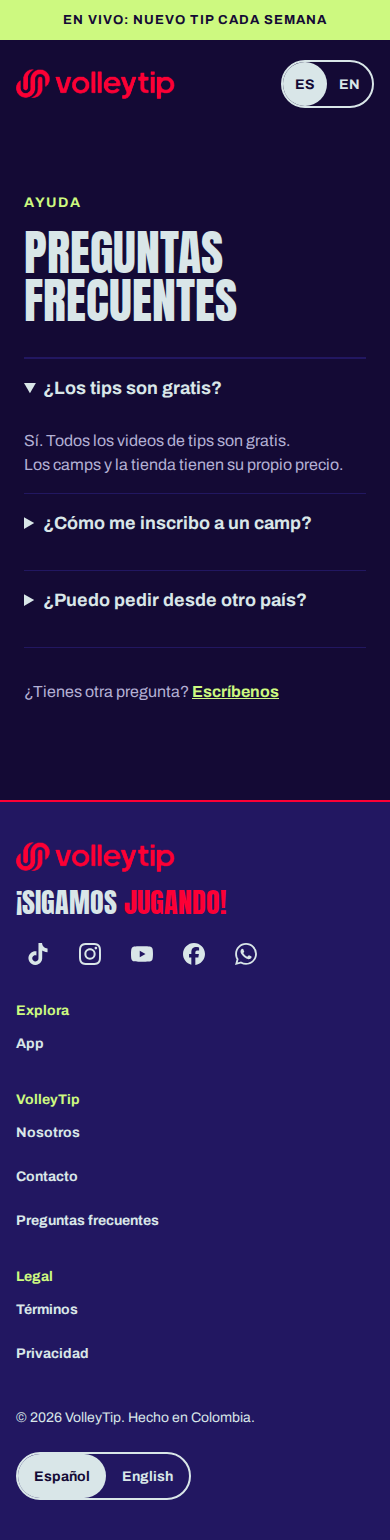 EN VIVO: NUEVO TIP CADA SEMANA
volleytip
ES EN
AYUDA
PREGUNTAS
FRECUENTES
¿Los tips son gratis?
Sí. Todos los videos de tips son gratis.
Los camps y la tienda tienen su propio precio.
¿Cómo me inscribo a un camp?
¿Puedo pedir desde otro país?
¿Tienes otra pregunta? Escríbenos
volleytip
¡SIGAMOS JUGANDO!
Explora
App
VolleyTip
Nosotros
Contacto
Preguntas frecuentes
Legal
Términos
Privacidad
© 2026 VolleyTip. Hecho en Colombia.
Español English